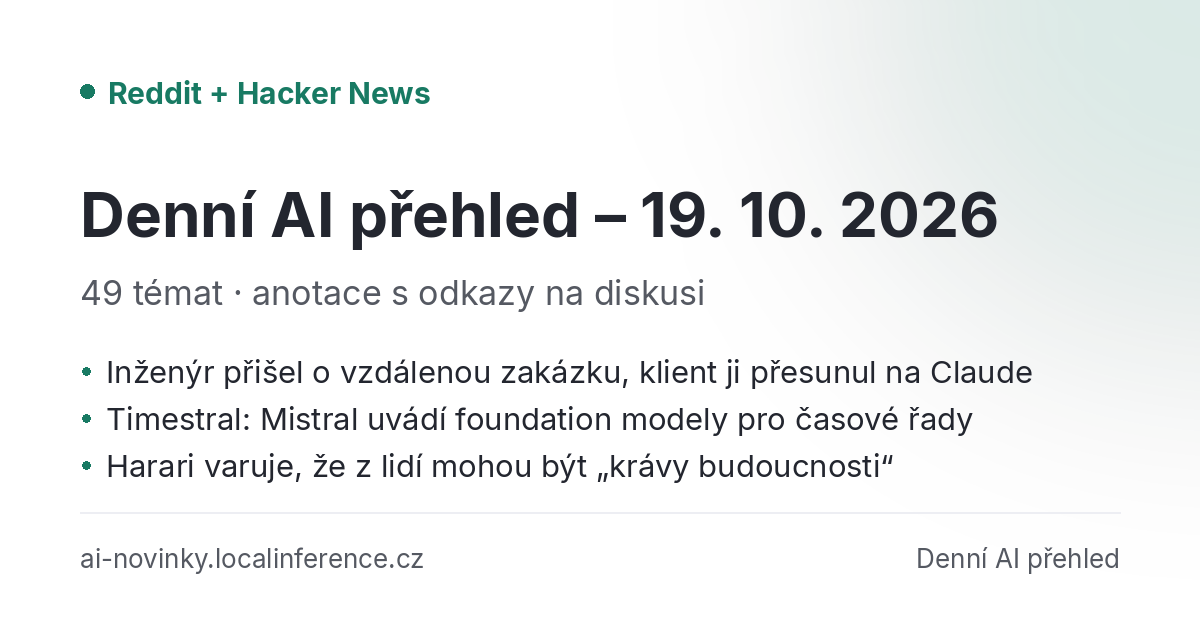 Reddit + Hacker News
Denní AI přehled – 19. 10. 2026
49 témat · anotace s odkazy na diskusi
• Inženýr přišel o vzdálenou zakázku, klient ji přesunul na Claude
• Timestral: Mistral uvádí foundation modely pro časové řady
• Harari varuje, že z lidí mohou být „krávy budoucnosti“
ai-novinky.localinference.cz
Denní AI přehled